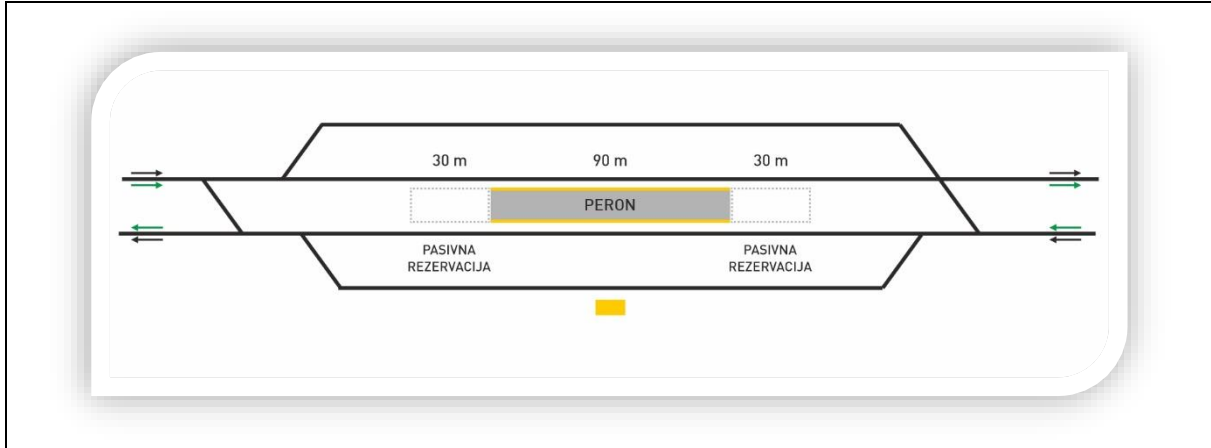 30 m
90 m
30 m
PERON
PASIVNA
REZERVACIJA
PASIVNA
REZERVACIJA